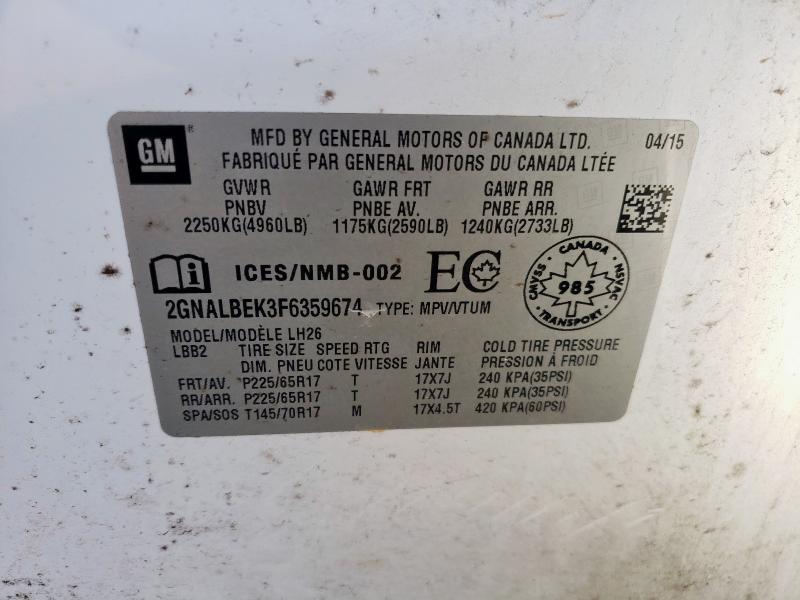 GM
MFD BY GENERAL MOTORS OF CANADA LTD. 04/15
FABRIQUÉ PAR GENERAL MOTORS DU CANADA LTÉE
GVWR GAWR FRT GAWR RR
PNBV PNBE AV. PNBE ARR.
2250KG(4960LB) 1175KG(2590LB) 1240KG(2733LB)
i ICES/NMB-002 EC
CANADA
CMVSS 985 NSVAC
TRANSPORT
2GNALBEK3F6359674 TYPE: MPV/VTUM
MODEL/MODÈLE LH26
LBB2 TIRE SIZE SPEED RTG RIM COLD TIRE PRESSURE
DIM. PNEU COTE VITESSE JANTE PRESSION À FROID
FRT/AV. P225/65R17 T 17X7J 240 KPA(35PSI)
RR/ARR. P225/65R17 T 17X7J 240 KPA(35PSI)
SPA/SOS T145/70R17 M 17X4.5T 420 KPA(60PSI)